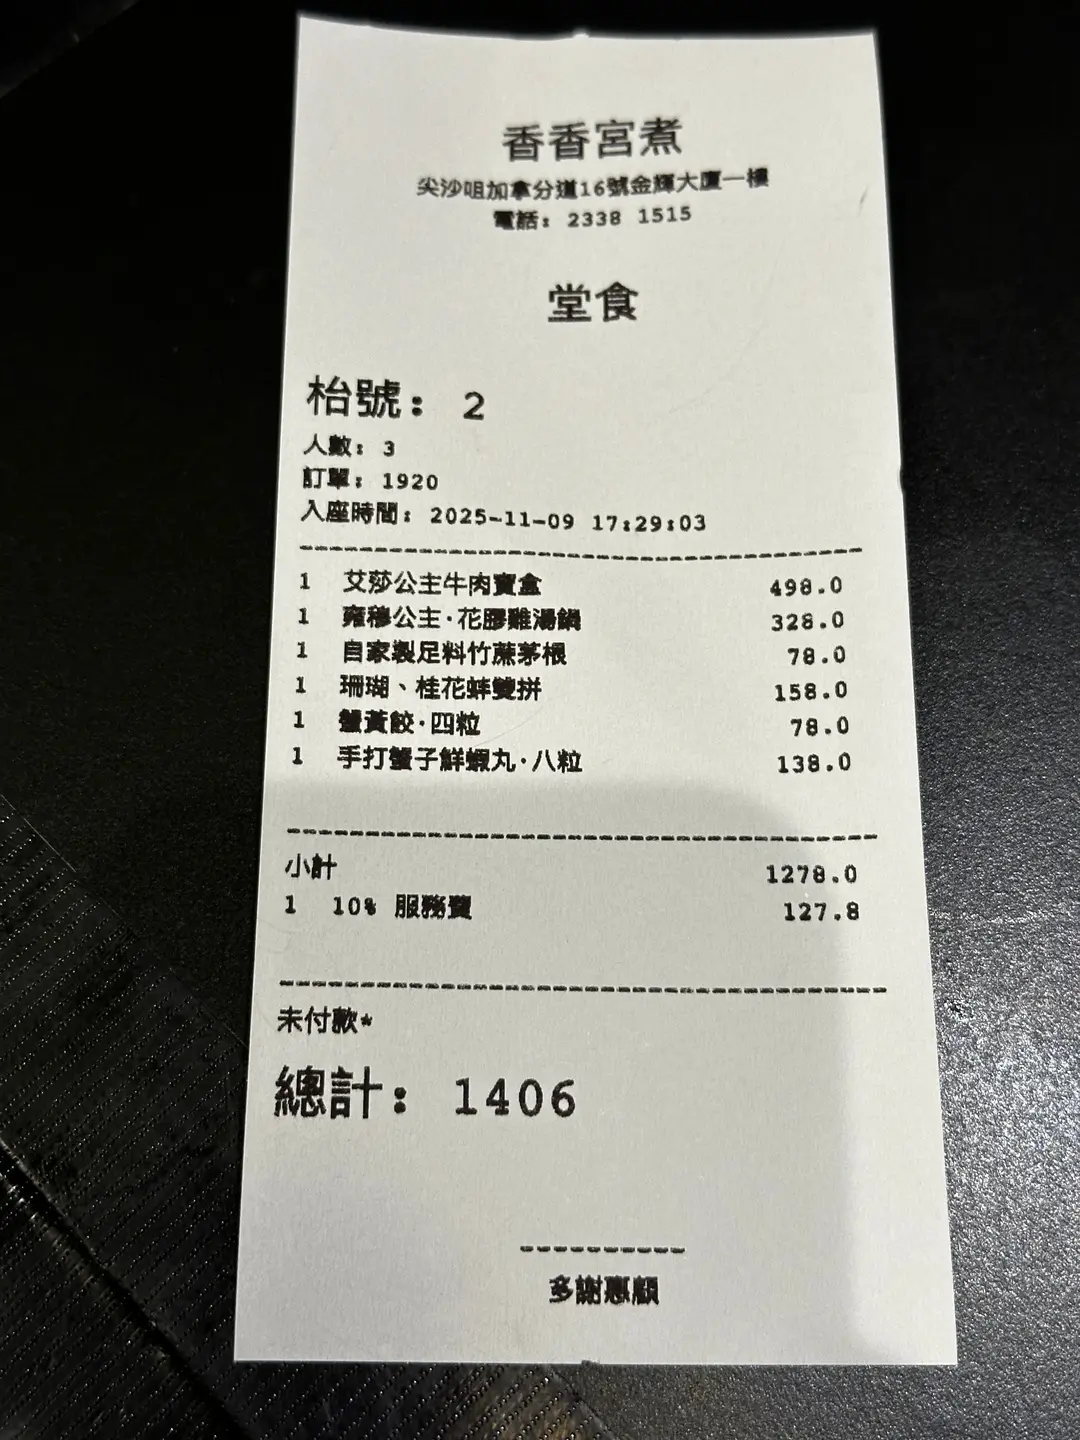 香香宮煮
尖沙咀加拿分道16號金輝大廈一樓
電話: 2338 1515
堂食
枱號: 2
人數: 3
訂單: 1920
入座時間: 2025-11-09 17:29:03
1 艾莎公主牛肉寶盒 498.0
1 雍穆公主·花膠雞湯鍋 328.0
1 自家製足料竹蔗茅根 78.0
1 珊瑚、桂花蚌雙拼 158.0
1 蟹黃餃·四粒 78.0
1 手打蟹子鮮蝦丸·八粒 138.0
小計 1278.0
1 10% 服務費 127.8
未付款*
總計: 1406
多謝惠顧